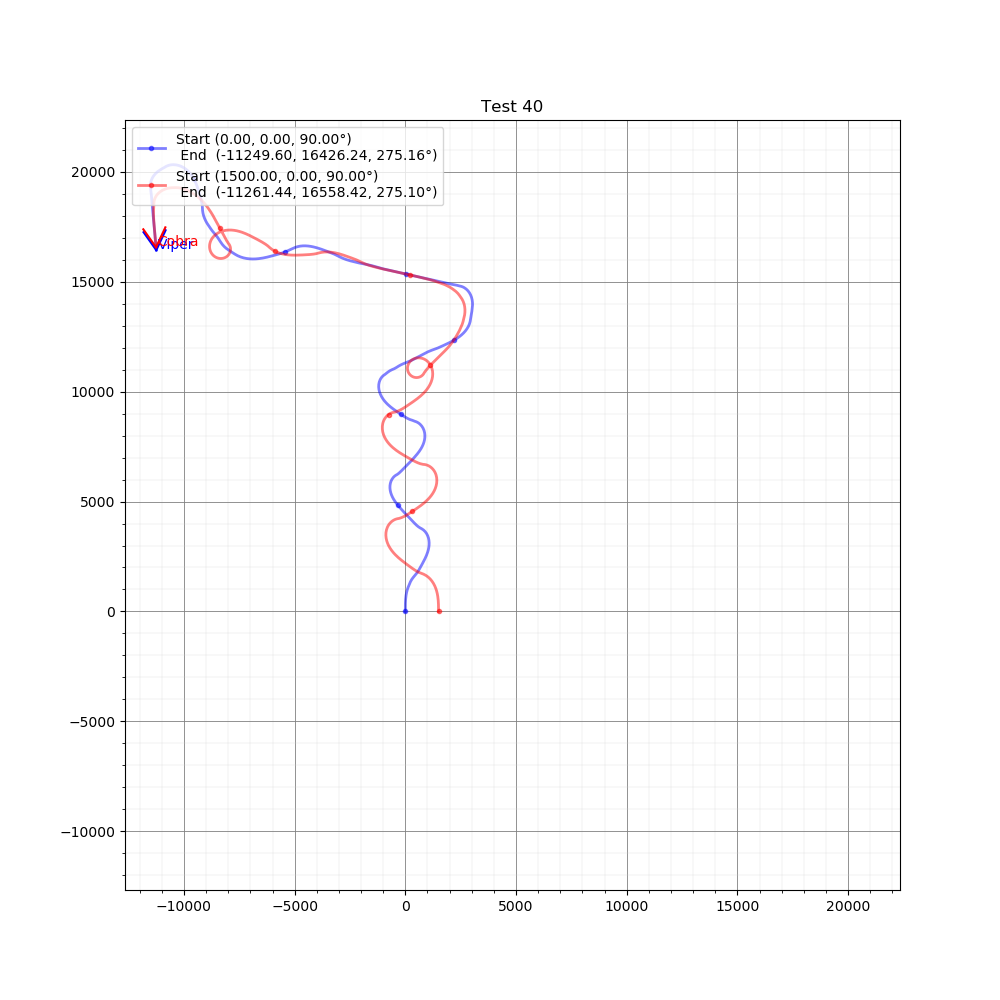 Test 40
Start (0.00, 0.00, 90.00°)
End (-11249.60, 16426.24, 275.16°)
Start (1500.00, 0.00, 90.00°)
End (-11261.44, 16558.42, 275.10°)
20000
15000
10000
5000
0
−5000
−10000
Viper
−10000 −5000 0 5000 10000 15000 20000